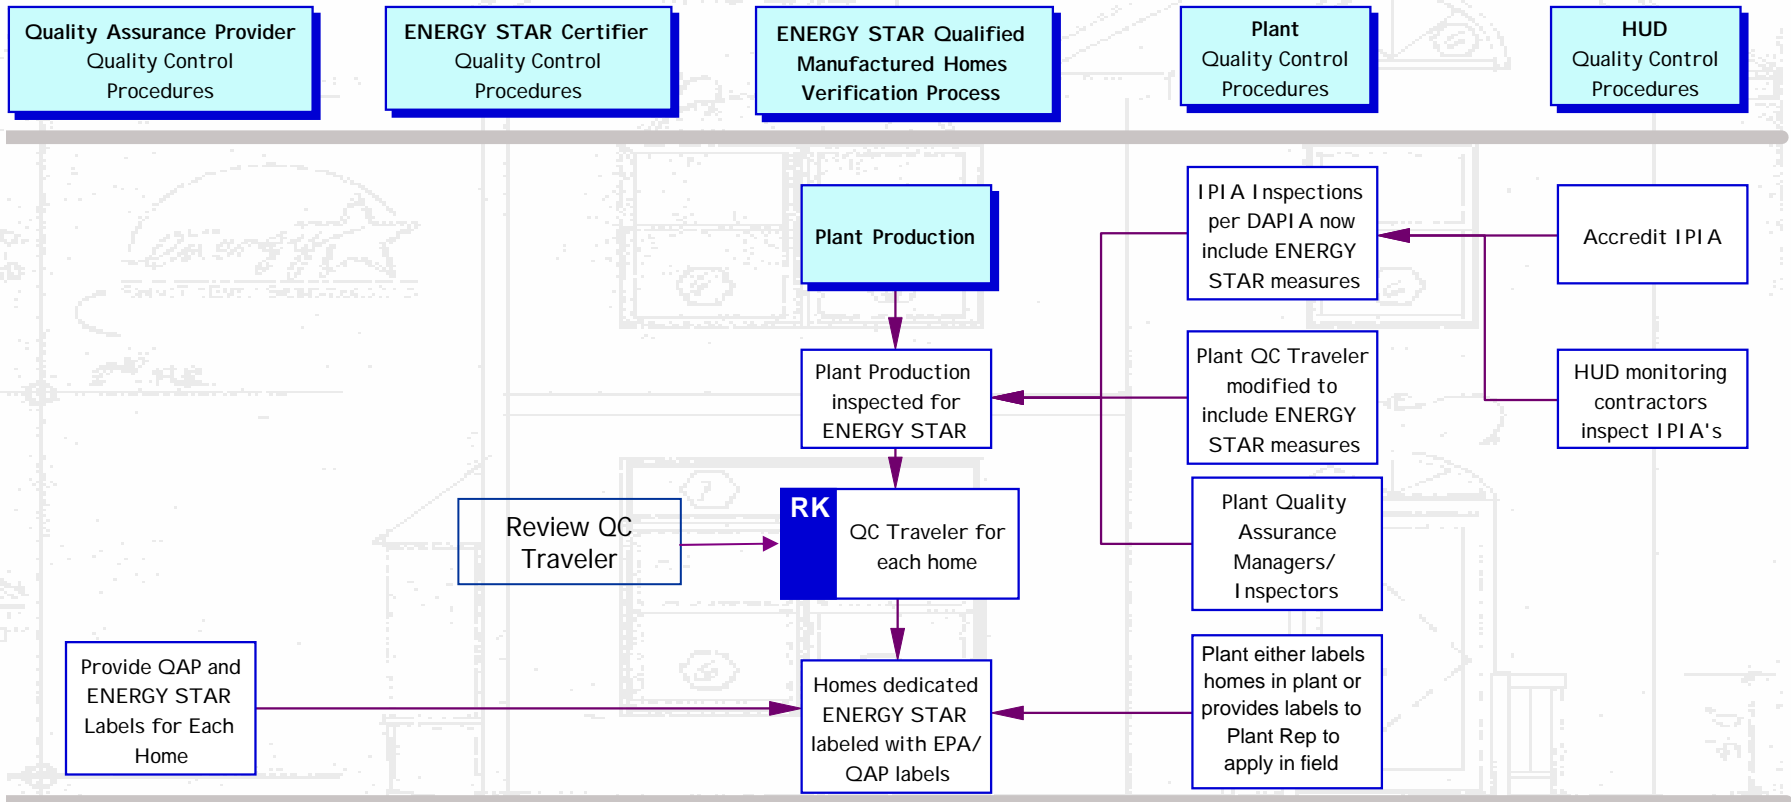 Quality Assurance Provider
Quality Control
Procedures
ENERGY STAR Certifier
Quality Control
Procedures
ENERGY STAR Qualified
Manufactured Homes
Verification Process
Plant
Quality Control
Procedures
HUD
Quality Control
Procedures
Plant Production
IPIA Inspections
per DAPIA now
include ENERGY
STAR measures
Accredit IPIA
Plant Production
inspected for
ENERGY STAR
Plant QC Traveler
modified to
include ENERGY
STAR measures
HUD monitoring
contractors
inspect IPIA's
Review QC
Traveler
RK
QC Traveler for
each home
Plant Quality
Assurance
Managers/
Inspectors
Provide QAP and
ENERGY STAR
Labels for Each
Home
Homes dedicated
ENERGY STAR
labeled with EPA/
QAP labels
Plant either labels
homes in plant or
provides labels to
Plant Rep to
apply in field